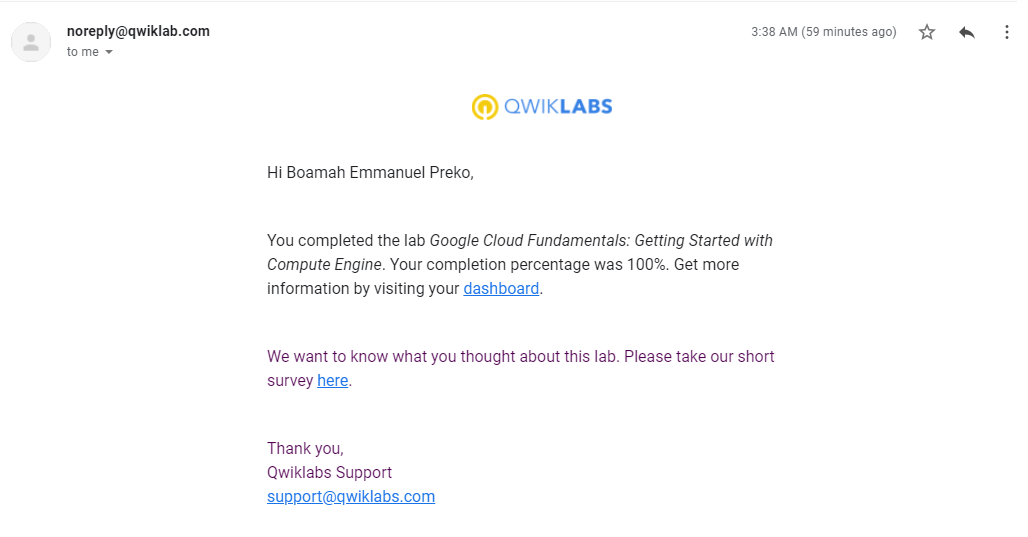 noreply@qwiklab.com
3:38 AM (59 minutes ago)
to me
QWIKLABS
Hi Boamah Emmanuel Preko,
You completed the lab Google Cloud Fundamentals: Getting Started with
Compute Engine. Your completion percentage was 100%. Get more
information by visiting your dashboard.
We want to know what you thought about this lab. Please take our short
survey here.
Thank you,
Qwiklabs Support
support@qwiklabs.com